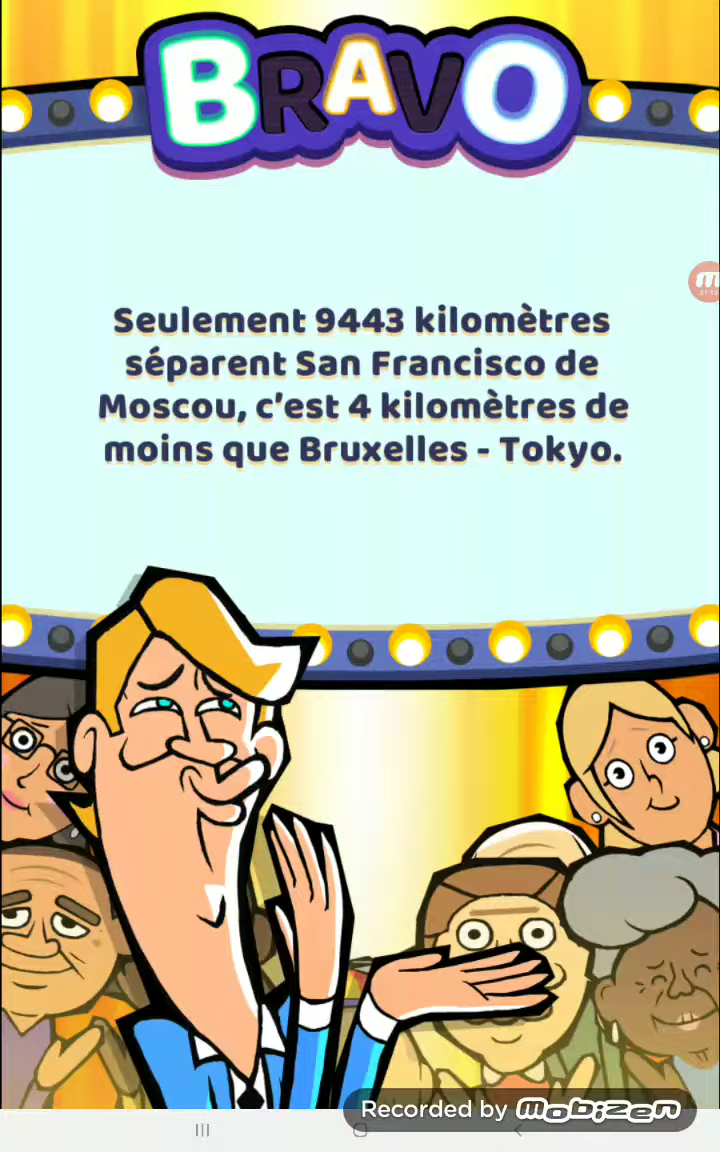 BRAVO
Seulement 9443 kilomètres
séparent San Francisco de
Moscou, c'est 4 kilomètres de
moins que Bruxelles - Tokyo.
Recorded by mobizen